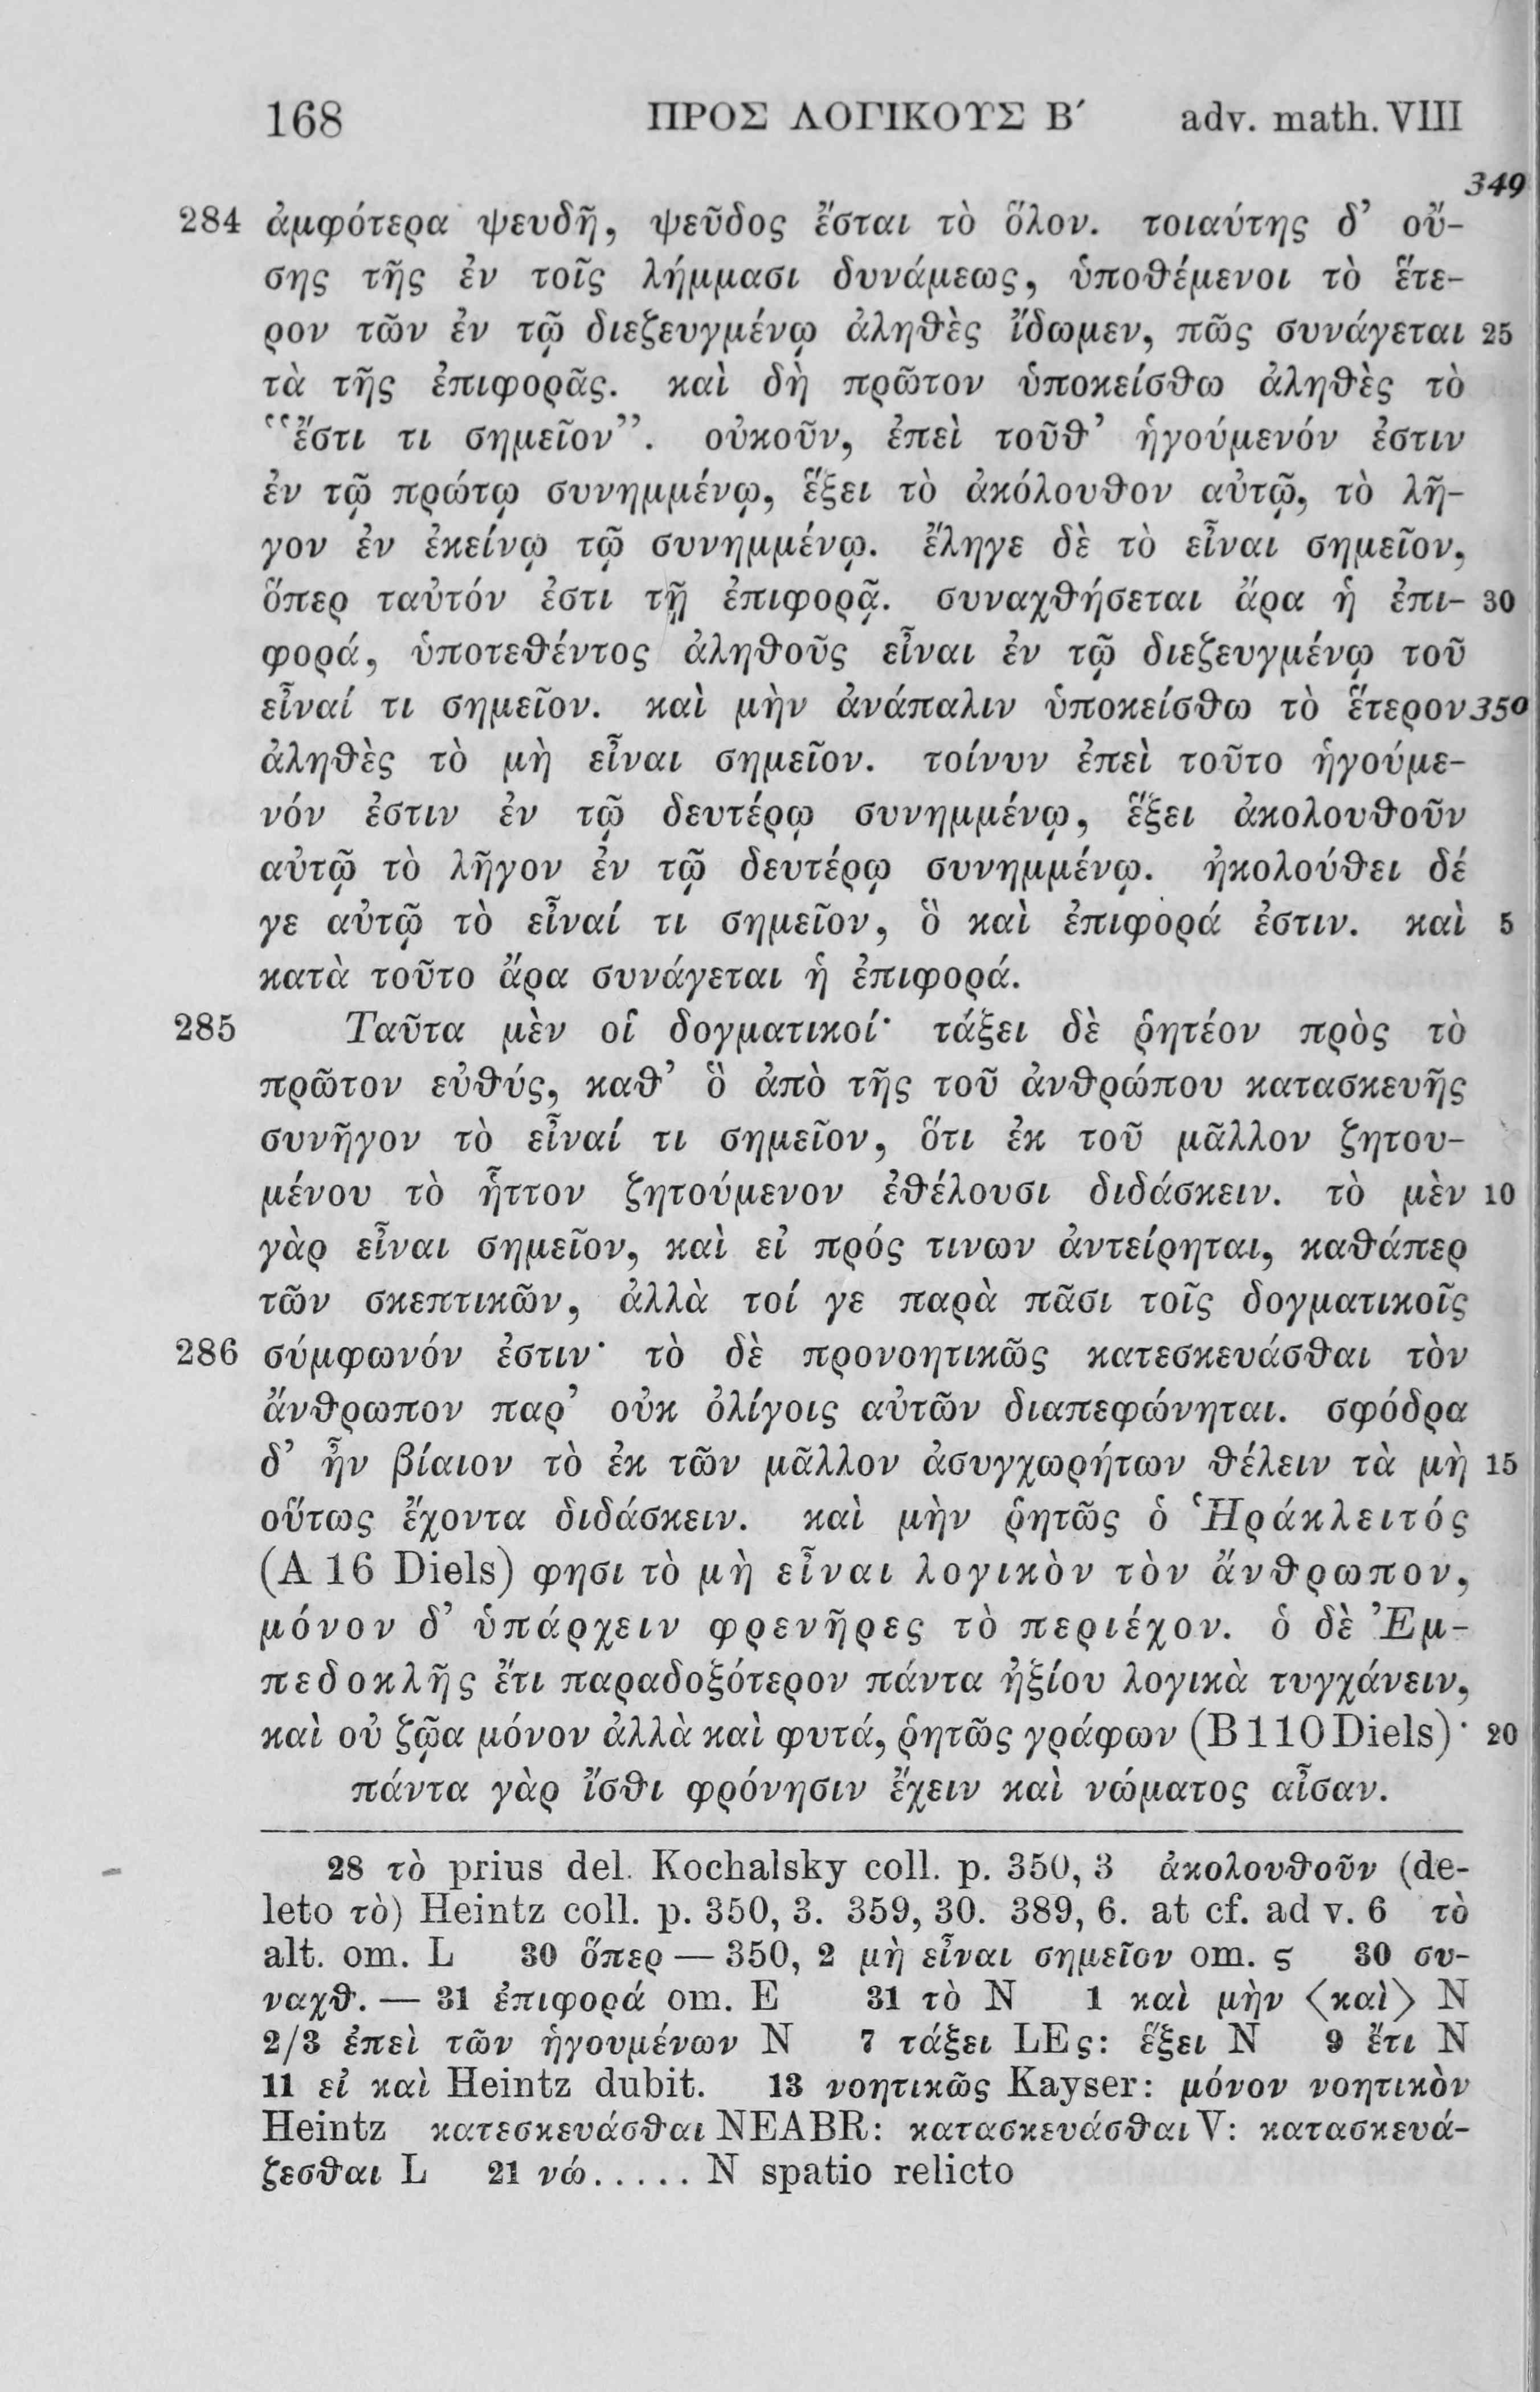 168 ΠΡΟΣ ΛΟΓΙΚΟΥΣ Β′ adv. math. VIII
349
284 ἀμφότερα ψευδῆ, ψεῦδος ἔσται τὸ ὅλον. τοιαύτης δ’ οὔ-
σης τῆς ἐν τοῖς λήμμασι δυνάμεως, ὑποθέμενοι τὸ ἕτε-
ρον τῶν ἐν τῷ διεζευγμένῳ ἀληθὲς ἴδωμεν, πῶς συνάγεται 25
τὰ τῆς ἐπιφορᾶς. καὶ δὴ πρῶτον ὑποκείσθω ἀληθὲς τὸ
“ἔστι τι σημεῖον”. οὐκοῦν, ἐπεὶ τοῦθ’ ἡγούμενόν ἐστιν
ἐν τῷ πρώτῳ συνημμένῳ, ἕξει τὸ ἀκόλουθον αὐτῷ, τὸ λῆ-
γον ἐν ἐκείνῳ τῷ συνημμένῳ. ἔληγε δὲ τὸ εἶναι σημεῖον,
ὅπερ ταὐτόν ἐστι τῇ ἐπιφορᾷ. συναχθήσεται ἄρα ἡ ἐπι- 30
φορά, ὑποτεθέντος ἀληθοῦς εἶναι ἐν τῷ διεζευγμένῳ τοῦ
εἶναί τι σημεῖον. καὶ μὴν ἀνάπαλιν ὑποκείσθω τὸ ἕτερον 350
ἀληθὲς τὸ μὴ εἶναι σημεῖον. τοίνυν ἐπεὶ τοῦτο ἡγούμε-
νόν ἐστιν ἐν τῷ δευτέρῳ συνημμένῳ, ἕξει ἀκολουθοῦν
αὐτῷ τὸ λῆγον ἐν τῷ δευτέρῳ συνημμένῳ. ἠκολούθει δέ
γε αὐτῷ τὸ εἶναί τι σημεῖον, ὃ καὶ ἐπιφορά ἐστιν. καὶ 5
κατὰ τοῦτο ἄρα συνάγεται ἡ ἐπιφορά.
285 Ταῦτα μὲν οἱ δογματικοί· τάξει δὲ ῥητέον πρὸς τὸ
πρῶτον εὐθύς, καθ’ ὃ ἀπὸ τῆς τοῦ ἀνθρώπου κατασκευῆς
συνῆγον τὸ εἶναί τι σημεῖον, ὅτι ἐκ τοῦ μᾶλλον ζητου-
μένου τὸ ἧττον ζητούμενον ἐθέλουσι διδάσκειν. τὸ μὲν 10
γὰρ εἶναι σημεῖον, καὶ εἰ πρός τινων ἀντείρηται, καθάπερ
τῶν σκεπτικῶν, ἀλλὰ τοί γε παρὰ πᾶσι τοῖς δογματικοῖς
286 σύμφωνόν ἐστιν· τὸ δὲ προνοητικῶς κατεσκευάσθαι τὸν
ἄνθρωπον παρ’ οὐκ ὀλίγοις αὐτῶν διαπεφώνηται. σφόδρα
δ’ ἦν βίαιον τὸ ἐκ τῶν μᾶλλον ἀσυγχωρήτων θέλειν τὰ μὴ 15
οὕτως ἔχοντα διδάσκειν. καὶ μὴν ῥητῶς ὁ Ἡράκλειτός
(A 16 Diels) φησι τὸ μὴ εἶναι λογικὸν τὸν ἄνθρωπον,
μόνον δ’ ὑπάρχειν φρενῆρες τὸ περιέχον. ὁ δὲ Ἐμ-
πεδοκλῆς ἔτι παραδοξότερον πάντα ἠξίου λογικὰ τυγχάνειν,
καὶ οὐ ζῷα μόνον ἀλλὰ καὶ φυτά, ῥητῶς γράφων (B 110 Diels)· 20
πάντα γὰρ ἴσθι φρόνησιν ἔχειν καὶ νώματος αἶσαν.
28 τὸ prius del. Kochalsky coll. p. 350, 3 ἀκολουθοῦν (de-
leto τὸ) Heintz coll. p. 350, 3. 359, 30. 389, 6. at cf. ad v. 6 τὸ
alt. om. L 30 ὅπερ — 350, 2 μὴ εἶναι σημεῖον om. ς 30 συ-
ναχθ. — 31 ἐπιφορά om. E 31 τὸ N 1 καὶ μὴν ⟨καὶ⟩ N
2/3 ἐπεὶ τῶν ἡγουμένων N 7 τάξει LEς: ἕξει N 9 ἔτι N
11 εἰ καὶ Heintz dubit. 13 νοητικῶς Kayser: μόνον νοητικὸν
Heintz κατεσκευάσθαι NEABR: κατασκευάσθαι V: κατασκευά-
ζεσθαι L 21 νώ..... N spatio relicto